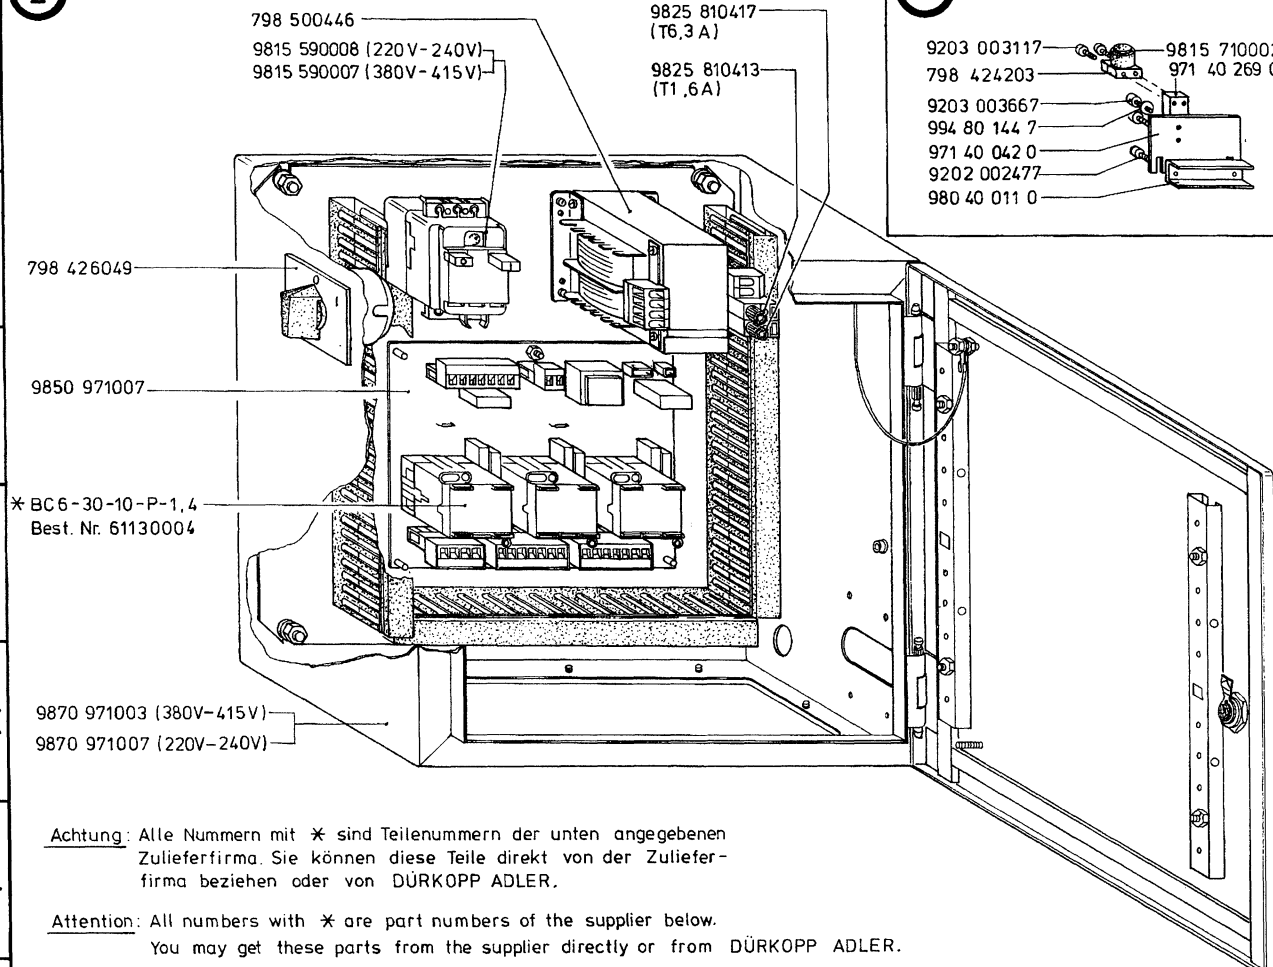 798 500446
9815 590008 (220V-240V)
9815 590007 (380V-415V)
9825 810417
(T6,3 A)
9825 810413
(T1,6A)
9203 003117
798 424203
9203 003667
994 80 144 7
971 40 042 0
9202 002477
980 40 011 0
9815 71000
971 40 269
798 426049
9850 971007
* BC6-30-10-P-1,4
Best. Nr. 61130004
9870 971003 (380V-415V)
9870 971007 (220V-240V)
Achtung: Alle Nummern mit * sind Teilenummern der unten angegebenen
Zulieferfirma. Sie können diese Teile direkt von der Zuliefer-
firma beziehen oder von DÜRKOPP ADLER.
Attention: All numbers with * are part numbers of the supplier below.
You may get these parts from the supplier directly or from DÜRKOPP ADLER.